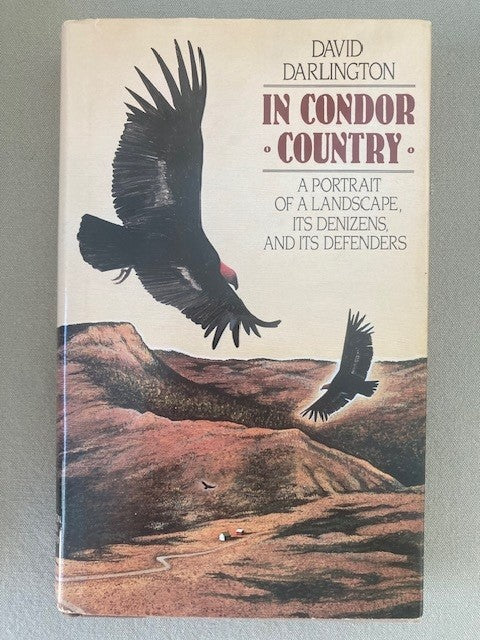 DAVID
DARLINGTON
IN CONDOR
COUNTRY
A PORTRAIT
OF A LANDSCAPE,
ITS DENIZENS,
AND ITS DEFENDERS